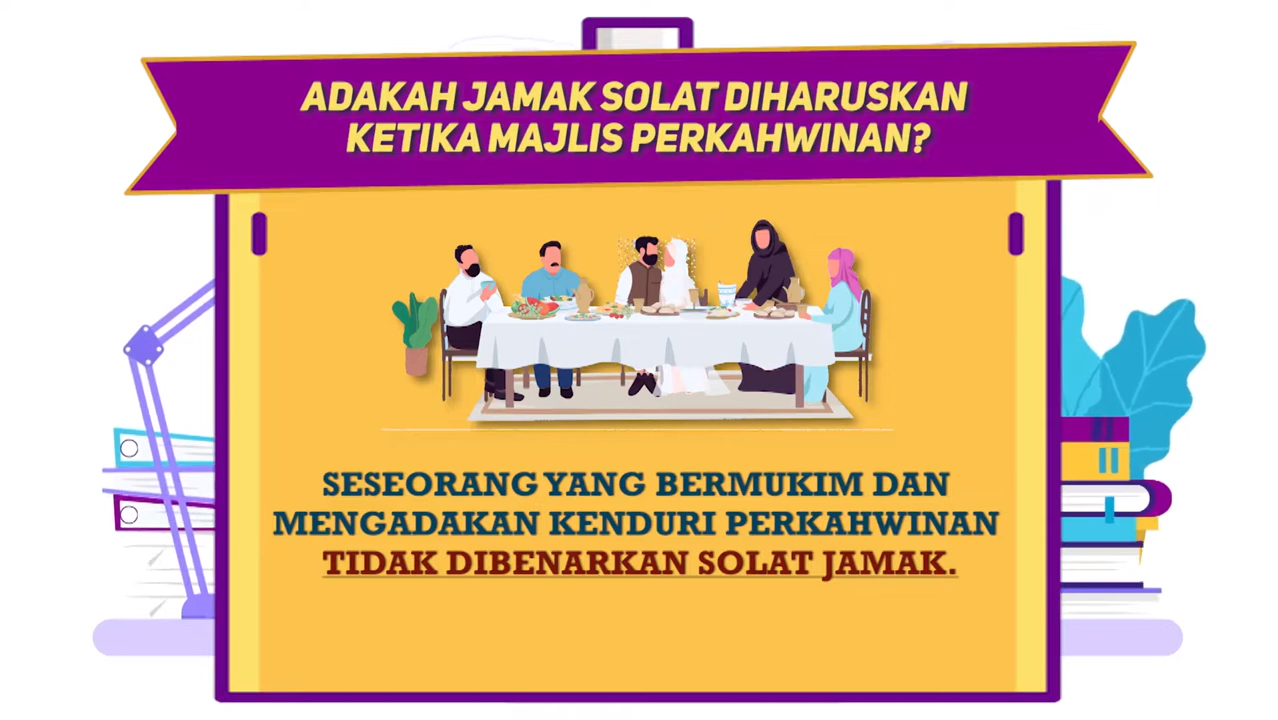 ADAKAH JAMAK SOLAT DIHARUSKAN
KETIKA MAJLIS PERKAHWINAN?
SESEORANG YANG BERMUKIM DAN
MENGADAKAN KENDURI PERKAHWINAN
TIDAK DIBENARKAN SOLAT JAMAK.